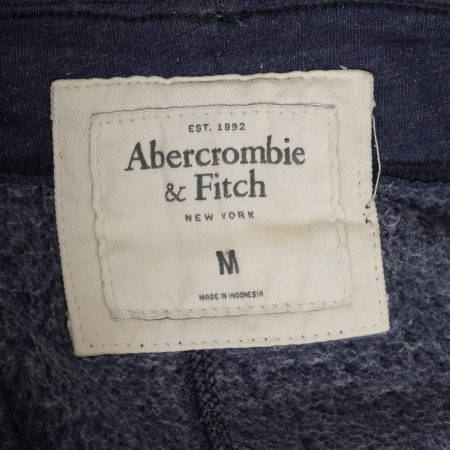 EST. 1892
Abercrombie
& Fitch
NEW YORK
M
MADE IN INDONESIA